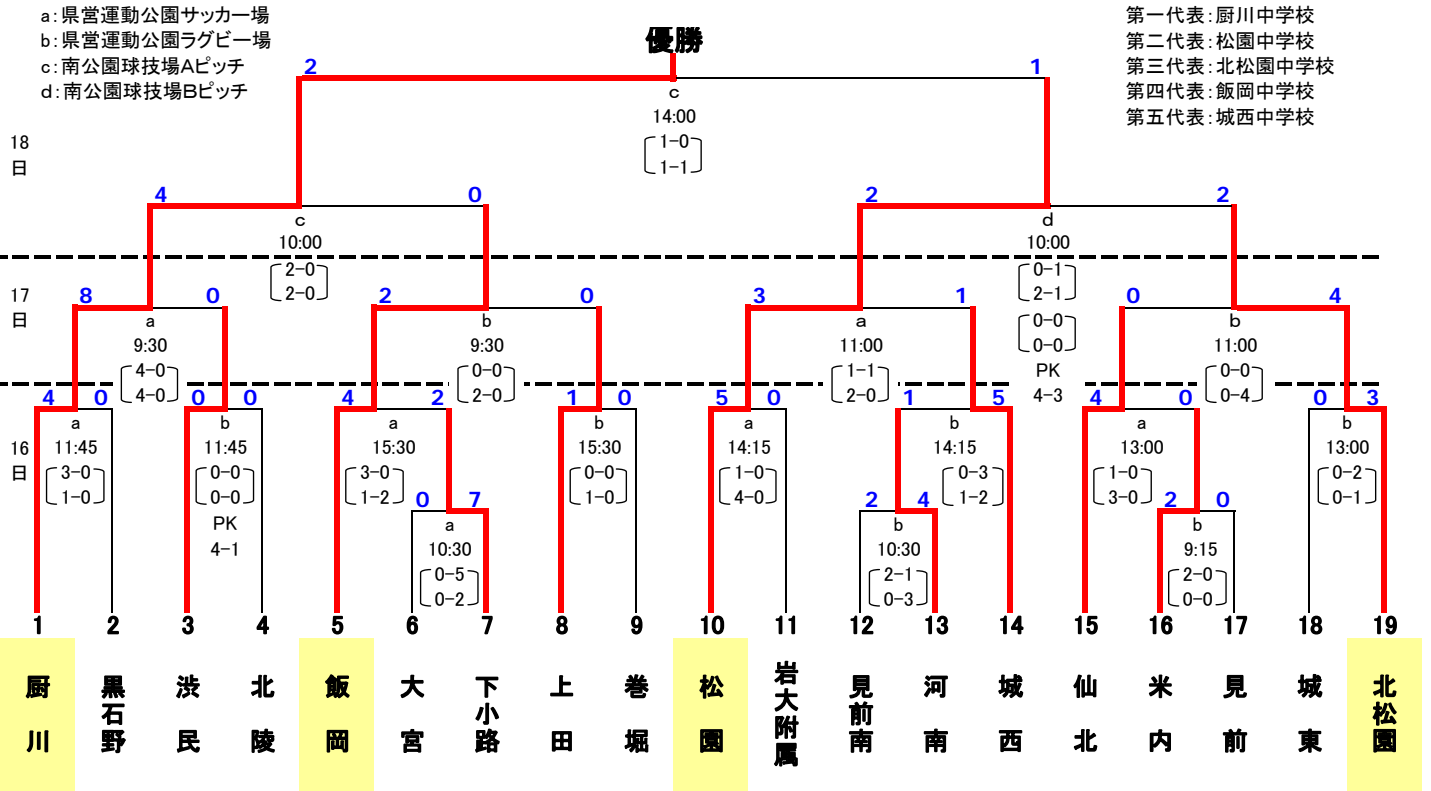 a:県営運動公園サッカー場
b:県営運動公園ラグビー場
c:南公園球技場Aピッチ
d:南公園球技場Bピッチ
優勝
第一代表:厨川中学校
第二代表:松園中学校
第三代表:北松園中学校
第四代表:飯岡中学校
第五代表:城西中学校
2 1
c
14:00
1-0
1-1
18
日
4 0 2 2
c d
10:00 10:00
2-0 0-1
2-0 2-1
0-0
0-0
PK
4-3
17
日
8 0 2 0 3 1 0 4
a b a b
9:30 9:30 11:00 11:00
4-0 0-0 1-1 0-0
4-0 2-0 2-0 0-4
16
日
4 0 0 0 4 2 1 0 5 0 1 5 4 0 0 3
a b a b a b a b
11:45 11:45 15:30 15:30 14:15 14:15 13:00 13:00
3-0 0-0 3-0 0-0 1-0 0-3 1-0 0-2
1-0 0-0 1-2 1-0 4-0 1-2 3-0 0-1
PK
4-1
0 7 2 4 2 0
a b b
10:30 10:30 9:15
0-5 2-1 2-0
0-2 0-3 0-0
1 2 3 4 5 6 7 8 9 10 11 12 13 14 15 16 17 18 19
厨川
黒石野
渋民
北陵
飯岡
大宮
下小路
上田
巻堀
松園
岩大附属
見前南
河南
城西
仙北
米内
見前
城東
北松園